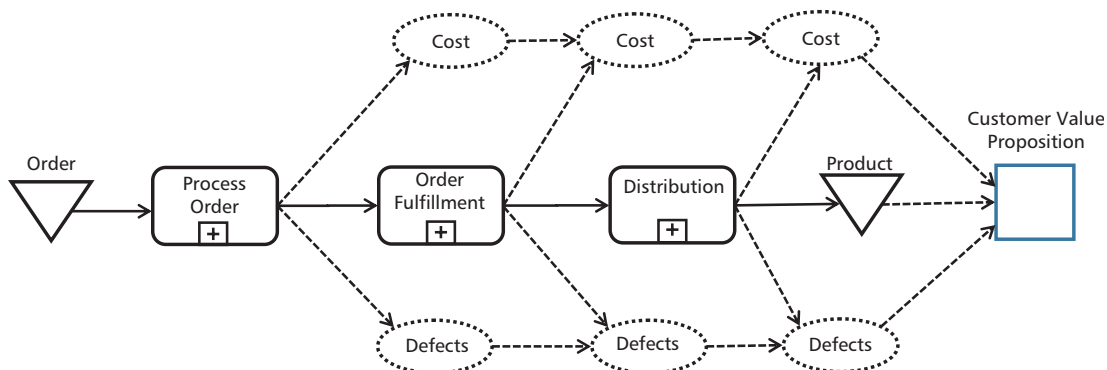 Cost
Cost
Cost
Customer Value
Proposition
Order
Process
Order
+
Order
Fulfillment
+
Distribution
+
Product
Defects
Defects
Defects